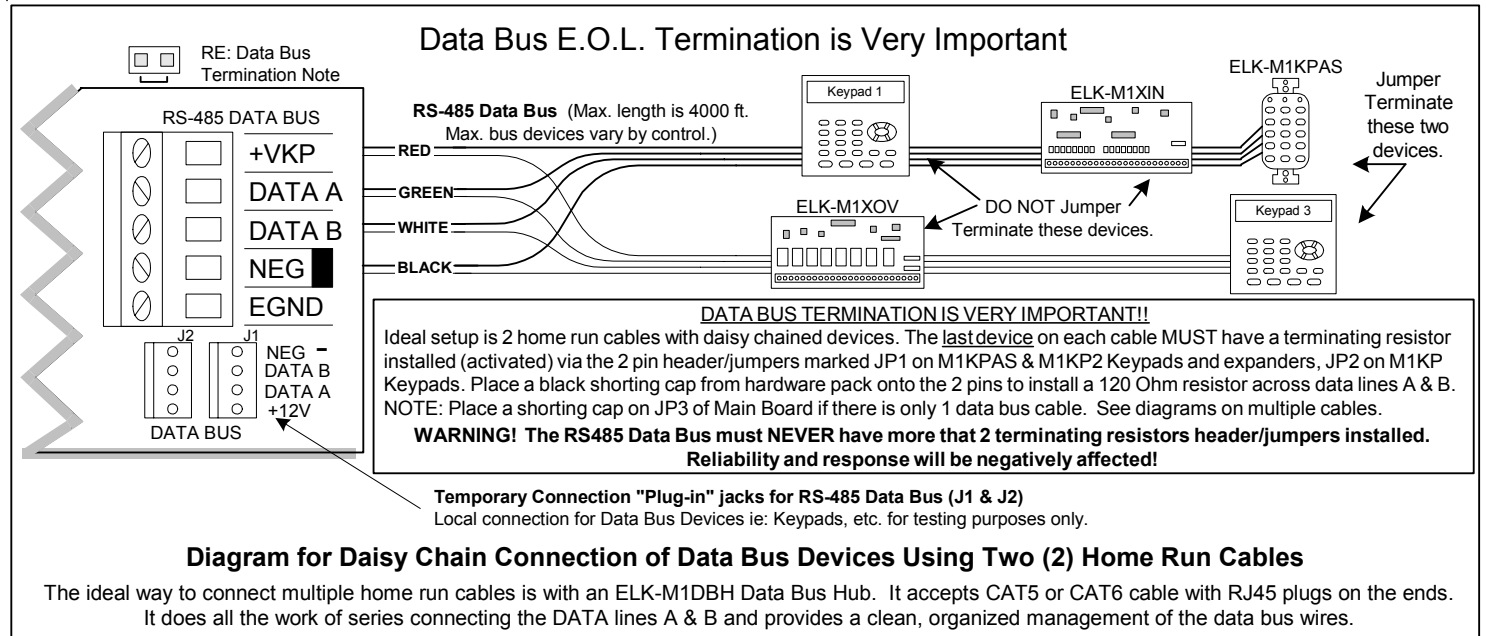 Data Bus E.O.L. Termination is Very Important
RE: Data Bus
Termination Note
RS-485 DATA BUS
+VKP
DATA A
DATA B
NEG
EGND
J2
J1
NEG -
DATA B
DATA A
+12V
DATA BUS
RS-485 Data Bus (Max. length is 4000 ft.
Max. bus devices vary by control.)
RED
GREEN
WHITE
BLACK
Keypad 1
ELK-M1XIN
ELK-M1KPAS
Jumper
Terminate
these two
devices.
ELK-M1XOV
DO NOT Jumper
Terminate these devices.
Keypad 3
DATA BUS TERMINATION IS VERY IMPORTANT!!
Ideal setup is 2 home run cables with daisy chained devices. The last device on each cable MUST have a terminating resistor
installed (activated) via the 2 pin header/jumpers marked JP1 on M1KPAS & M1KP2 Keypads and expanders, JP2 on M1KP
Keypads. Place a black shorting cap from hardware pack onto the 2 pins to install a 120 Ohm resistor across data lines A & B.
NOTE: Place a shorting cap on JP3 of Main Board if there is only 1 data bus cable. See diagrams on multiple cables.
WARNING! The RS485 Data Bus must NEVER have more that 2 terminating resistors header/jumpers installed.
Reliability and response will be negatively affected!
Temporary Connection "Plug-in" jacks for RS-485 Data Bus (J1 & J2)
Local connection for Data Bus Devices ie: Keypads, etc. for testing purposes only.
Diagram for Daisy Chain Connection of Data Bus Devices Using Two (2) Home Run Cables
The ideal way to connect multiple home run cables is with an ELK-M1DBH Data Bus Hub. It accepts CAT5 or CAT6 cable with RJ45 plugs on the ends.
It does all the work of series connecting the DATA lines A & B and provides a clean, organized management of the data bus wires.